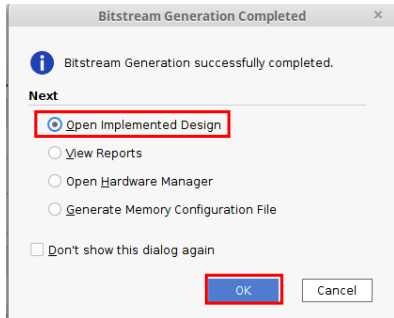 Bitstream Generation Completed
Bitstream Generation successfully completed.
Next
Open Implemented Design
View Reports
Open Hardware Manager
Generate Memory Configuration File
Don't show this dialog again
OK
Cancel